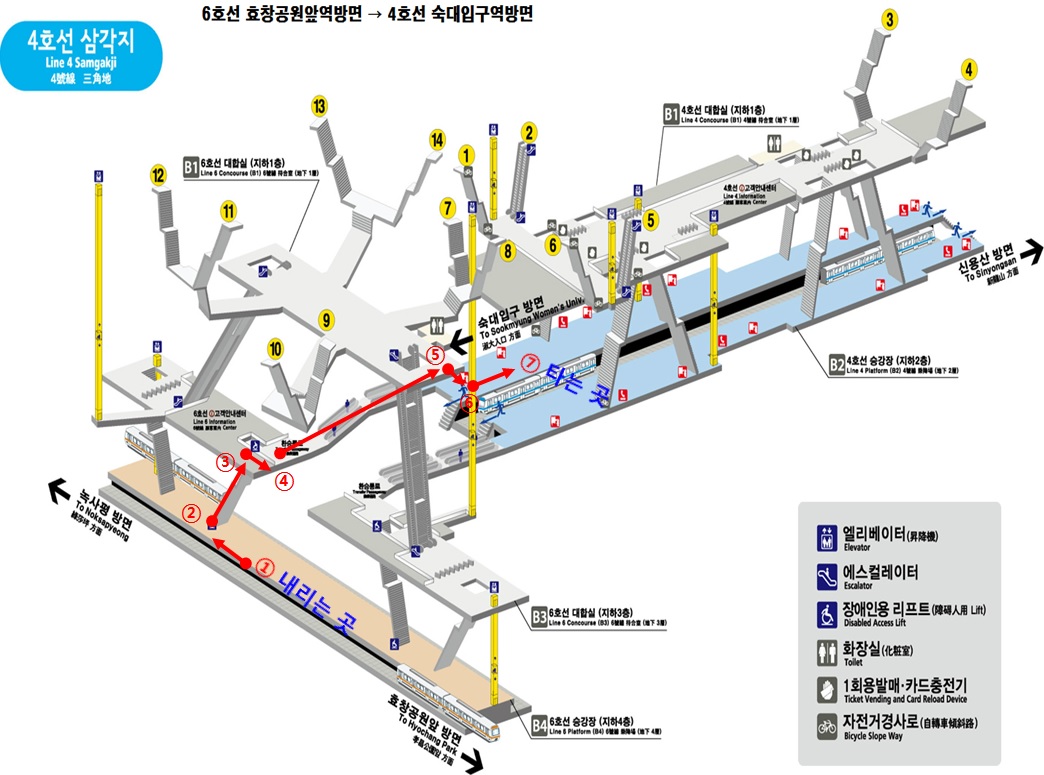 6호선 효창공원앞역방면 → 4호선 숙대입구역방면
4호선 삼각지
Line 4 Samgakji
4號線 三角地
3
4
13
14
1
2
12
11
7
8
6
5
9
10
B1 4호선 대합실 (지하1층)
Line 4 Concourse (B1) 4號線 待合室 (地下 1層)
B1 6호선 대합실 (지하1층)
Line 6 Concourse (B1) 6號線 待合室 (地下 1層)
4호선 고객안내센터
Line 4 Information
Center
신용산 방면
To Sinyongsan
新龍山 方面
숙대입구 방면
To Sookmyung Women's Univ.
淑大入口 方面
B2 4호선 승강장 (지하2층)
Line 4 Platform (B2) 4號線 乘降場 (地下 2層)
⑤
⑥
⑦ 타는 곳
6호선 고객안내센터
Line 6 Information
Center
환승통로
③
④
②
① 내리는 곳
녹사평 방면
To Noksapyeong
綠莎坪 方面
환승통로
B3 6호선 대합실 (지하3층)
Line 6 Concourse (B3) 6號線 待合室 (地下 3層)
B4 6호선 승강장 (지하4층)
Line 6 Platform (B4) 6號線 乘降場 (地下 4層)
효창공원앞 방면
To Hyochang Park
孝昌公園앞 方面
엘리베이터(昇降機)
Elevator
에스컬레이터
Escalator
장애인용 리프트(障碍人用 Lift)
Disabled Access Lift
화장실(化粧室)
Toilet
1회용발매·카드충전기
Ticket Vending and Card Reload Device
자전거경사로(自轉車傾斜路)
Bicycle Slope Way